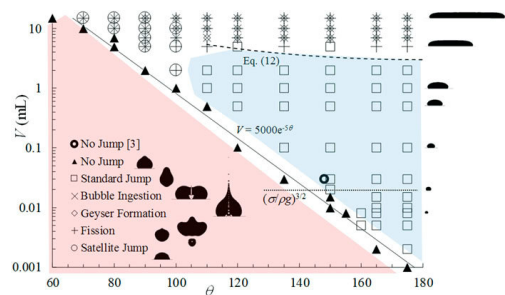 10
1
0.1
0.01
0.001
V (mL)
Eq. (12)
V = 5000e⁻⁵θ
(σ/ρg)³/²
No Jump [3]
No Jump
Standard Jump
Bubble Ingestion
Geyser Formation
Fission
Satellite Jump
60 80 100 120 140 160 180
θ